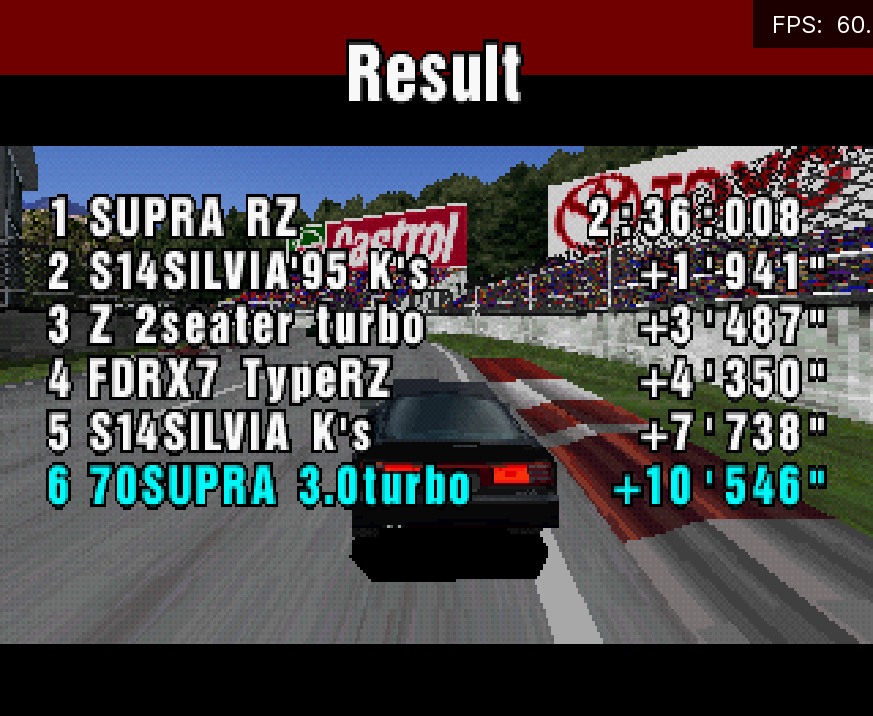 FPS: 60.
Result
TOYO
Castrol
1 SUPRA RZ 2:36:008
2 S14SILVIA'95 K's +1'941"
3 Z 2seater turbo +3'487"
4 FDRX7 TypeRZ +4'350"
5 S14SILVIA K's +7'738"
6 70SUPRA 3.0turbo +10'546"